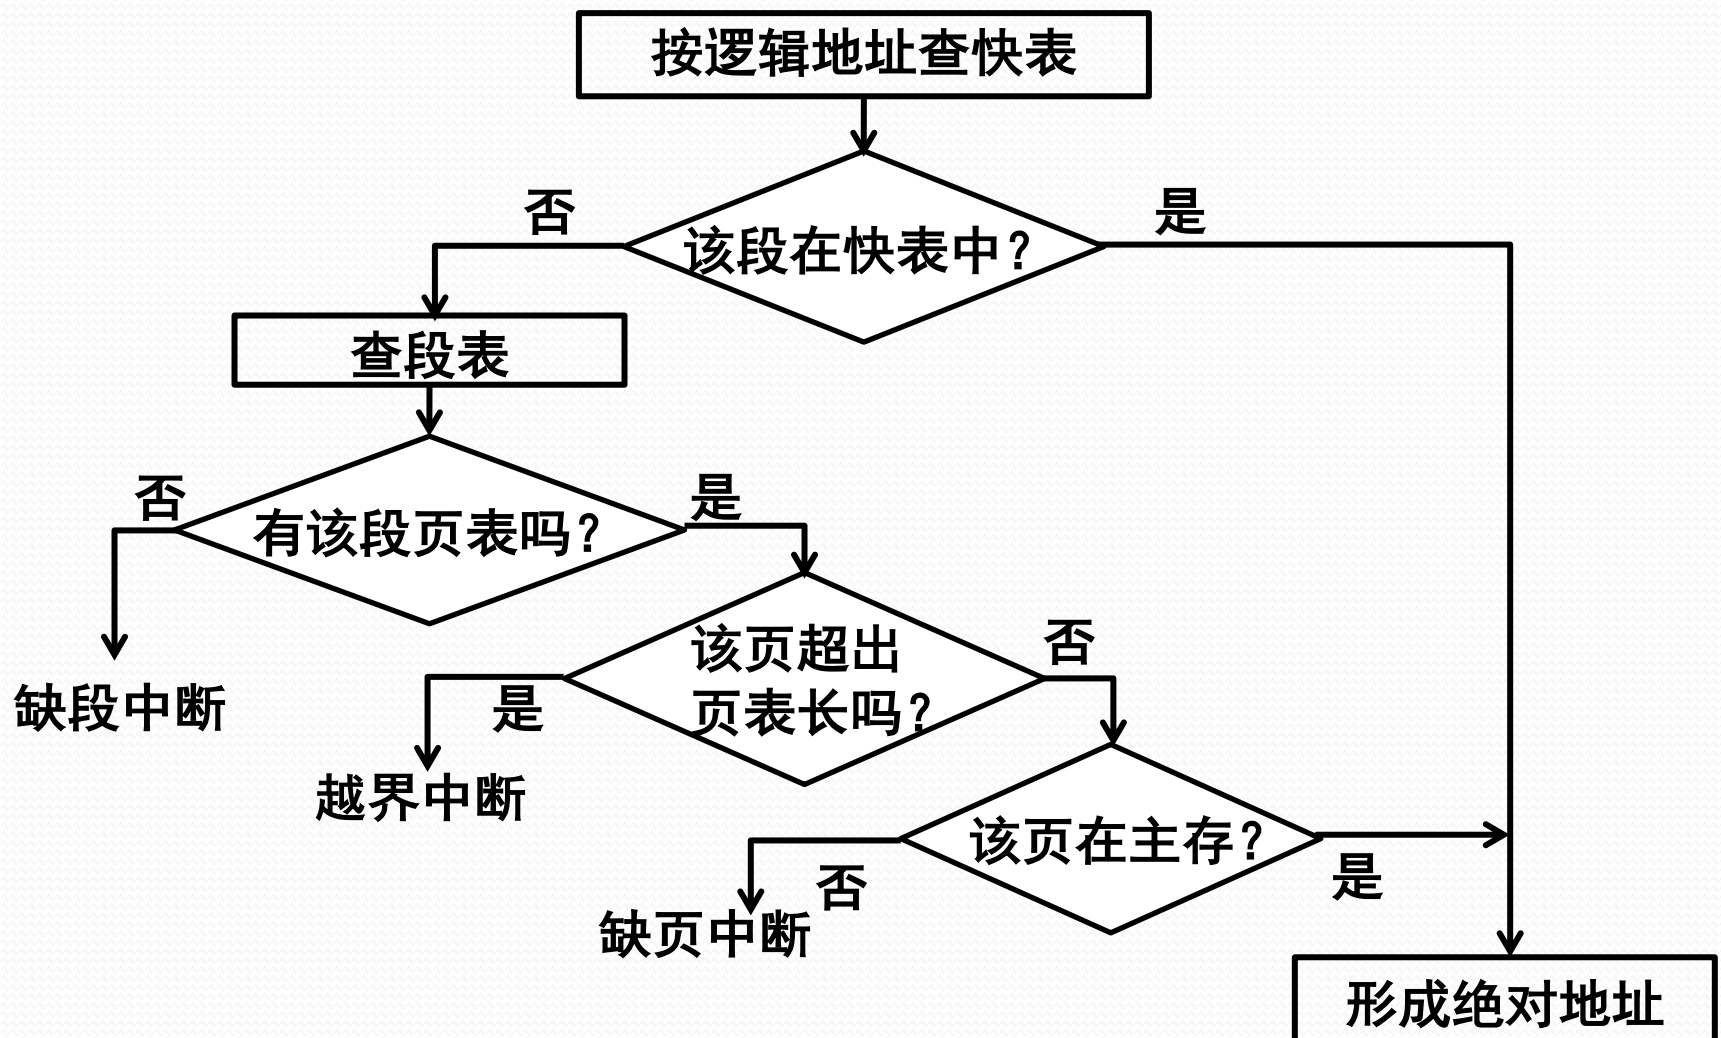 按逻辑地址查快表
否
是
该段在快表中?
查段表
否
是
有该段页表吗?
该页超出
页表长吗?
否
是
缺段中断
越界中断
该页在主存?
否
是
缺页中断
形成绝对地址